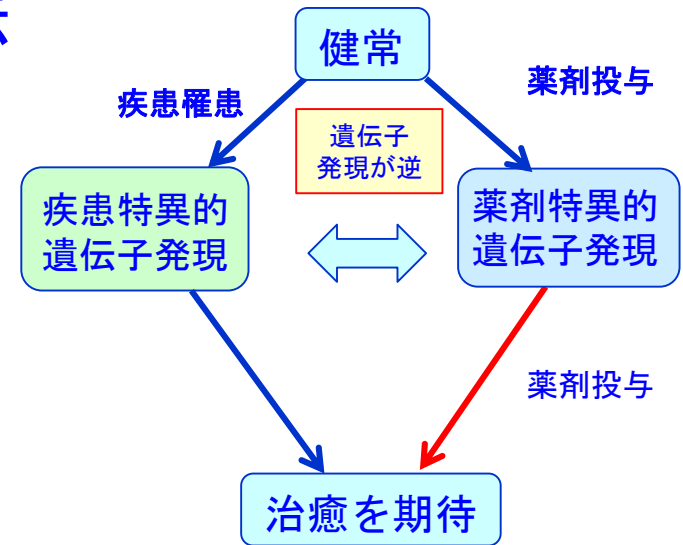 健常
疾患罹患
薬剤投与
遺伝子
発現が逆
疾患特異的
遺伝子発現
薬剤特異的
遺伝子発現
薬剤投与
治癒を期待